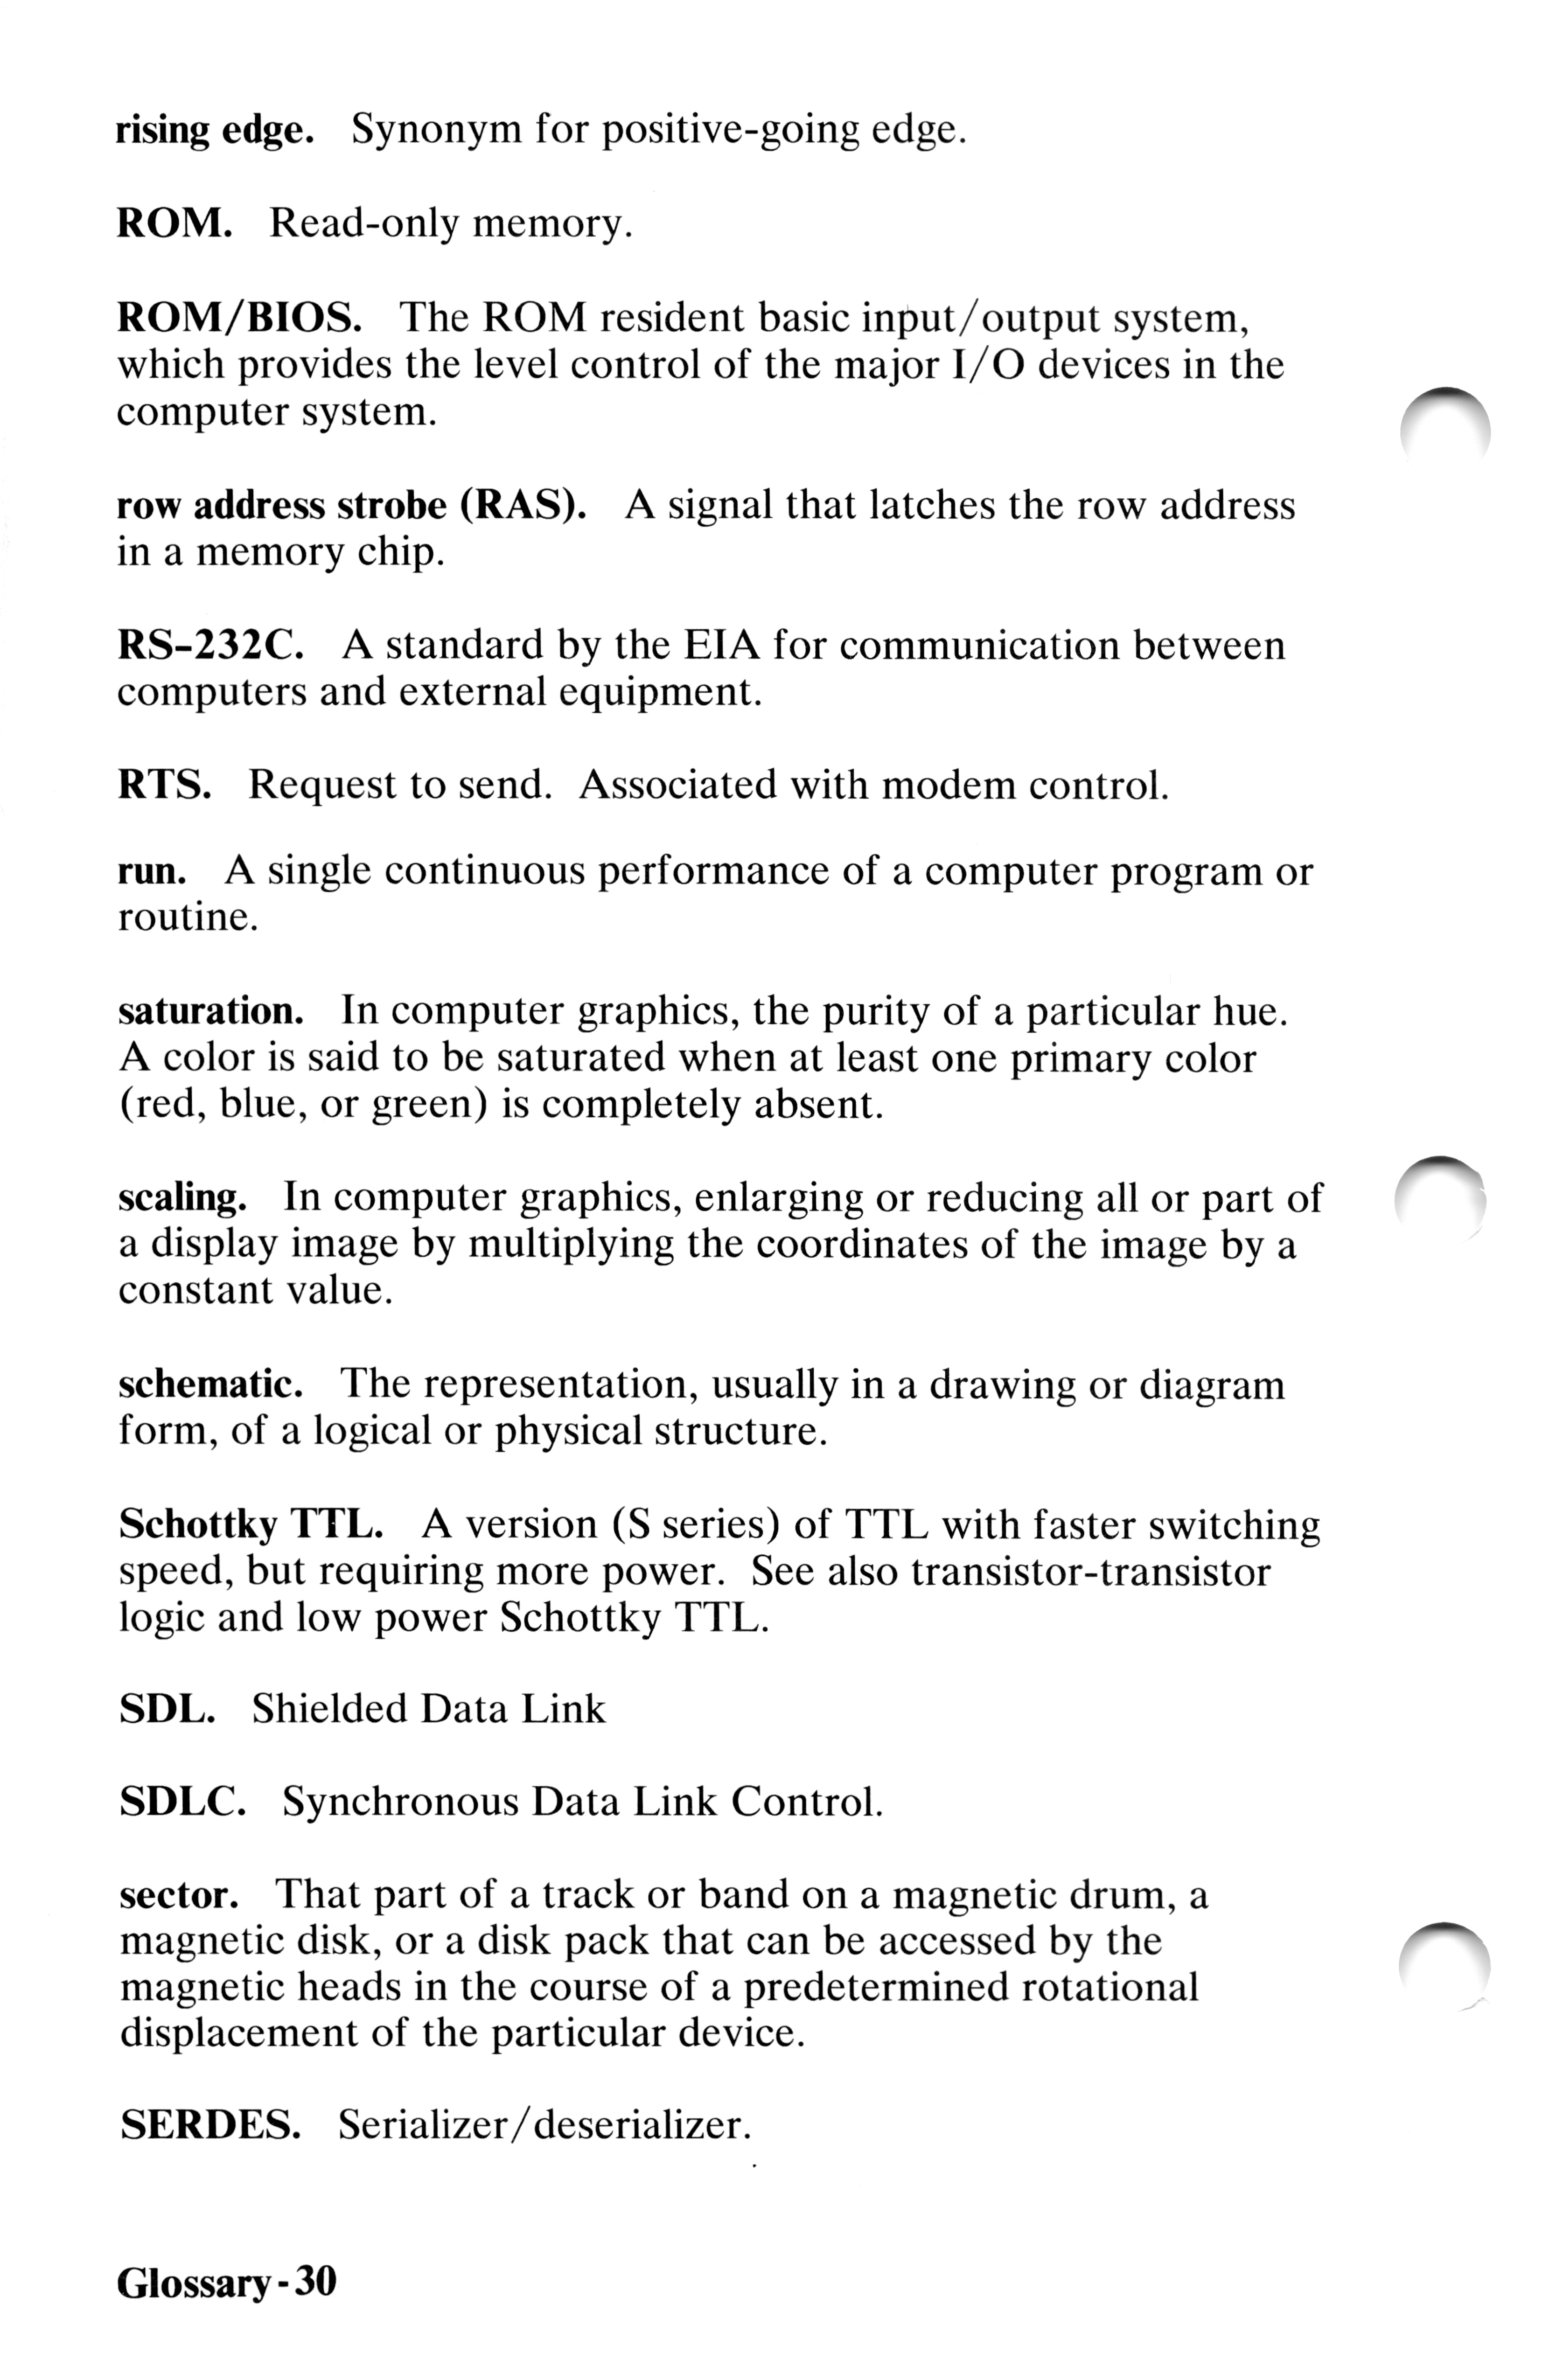 rising edge. Synonym for positive-going edge.
ROM. Read-only memory.
ROM/BIOS. The ROM resident basic input/output system,
which provides the level control of the major I/O devices in the
computer system.
row address strobe (RAS). A signal that latches the row address
in a memory chip.
RS-232C. A standard by the EIA for communication between
computers and external equipment.
RTS. Request to send. Associated with modem control.
run. A single continuous performance of a computer program or
routine.
saturation. In computer graphics, the purity of a particular hue.
A color is said to be saturated when at least one primary color
(red, blue, or green) is completely absent.
scaling. In computer graphics, enlarging or reducing all or part of
a display image by multiplying the coordinates of the image by a
constant value.
schematic. The representation, usually in a drawing or diagram
form, of a logical or physical structure.
Schottky TTL. A version (S series) of TTL with faster switching
speed, but requiring more power. See also transistor-transistor
logic and low power Schottky TTL.
SDL. Shielded Data Link
SDLC. Synchronous Data Link Control.
sector. That part of a track or band on a magnetic drum, a
magnetic disk, or a disk pack that can be accessed by the
magnetic heads in the course of a predetermined rotational
displacement of the particular device.
SERDES. Serializer/deserializer.
Glossary-30